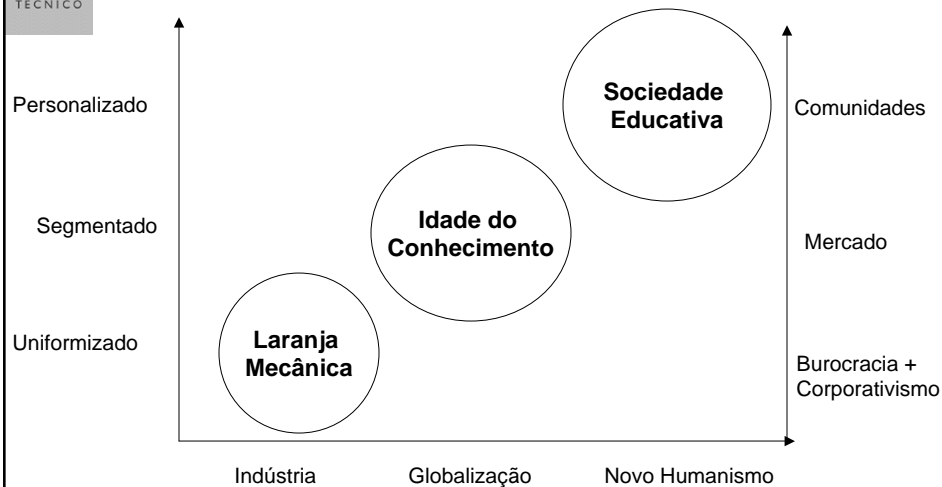 TECNICO
Personalizado
Sociedade
Educativa
Comunidades
Segmentado
Idade do
Conhecimento
Mercado
Uniformizado
Laranja
Mecânica
Burocracia +
Corporativismo
Indústria
Globalização
Novo Humanismo